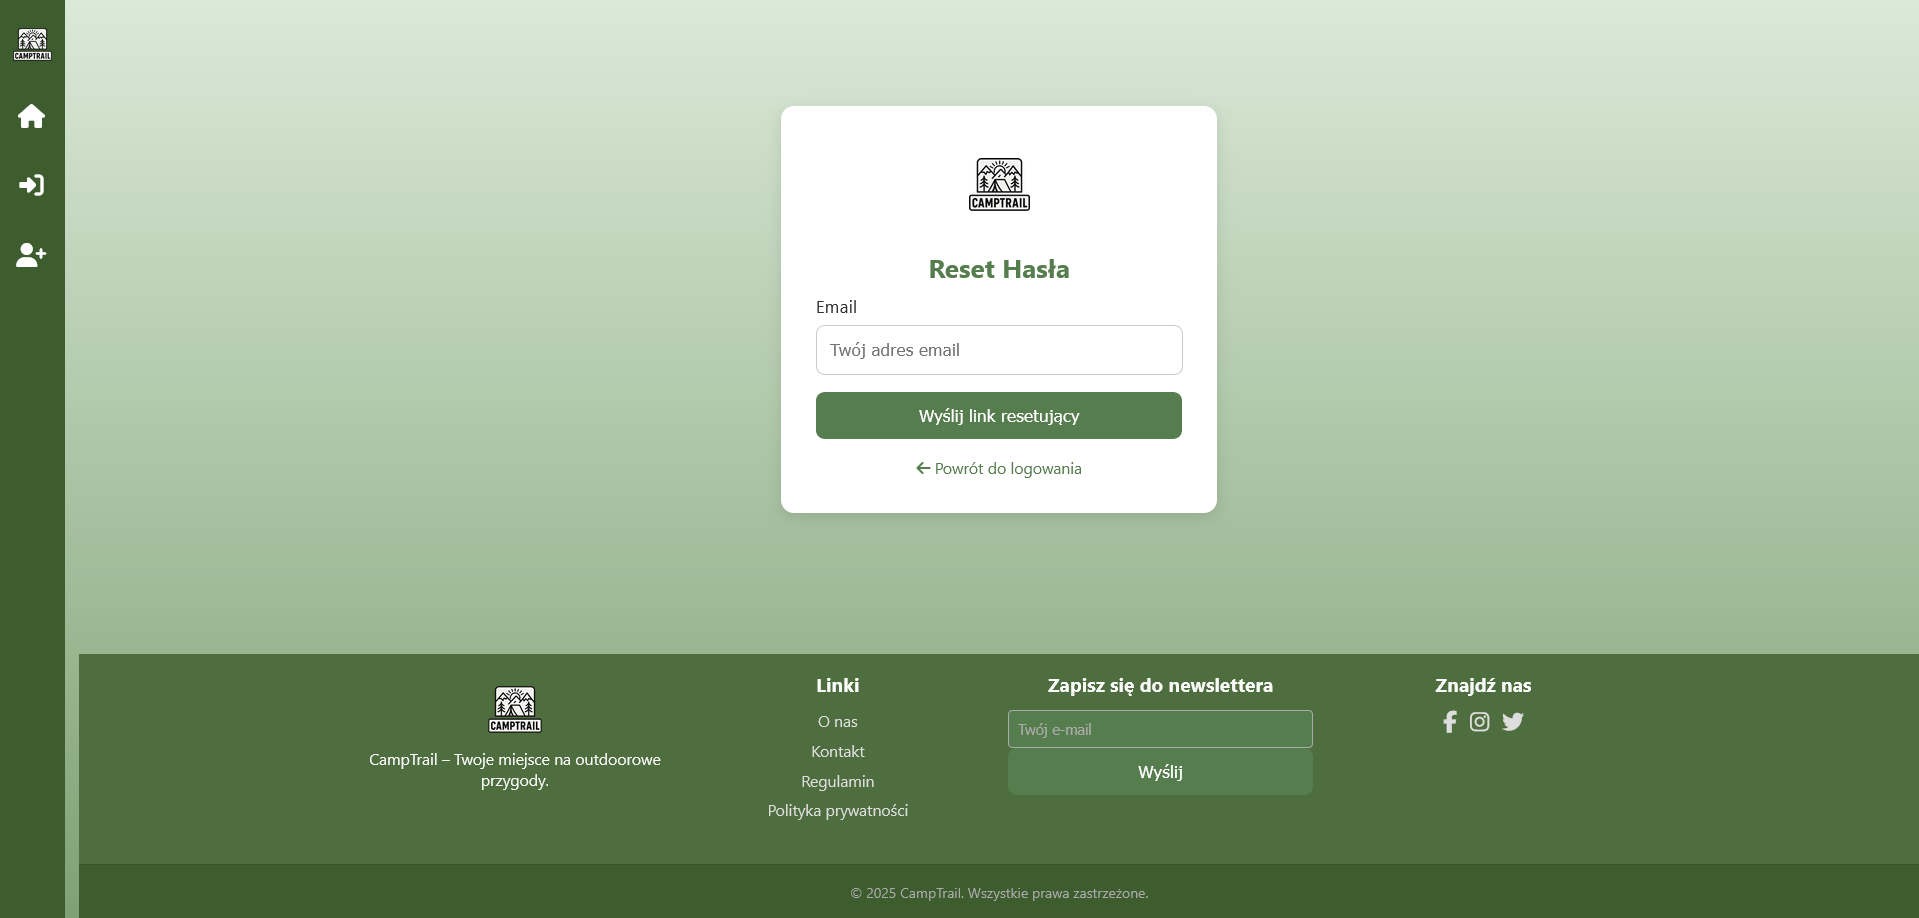 CAMPTRAIL
CAMPTRAIL
Reset Hasła
Email
Twój adres email
Wyślij link resetujący
Powrót do logowania
CAMPTRAIL
CampTrail – Twoje miejsce na outdoorowe
przygody.
Linki
O nas
Kontakt
Regulamin
Polityka prywatności
Zapisz się do newslettera
Twój e-mail
Wyślij
Znajdź nas
© 2025 CampTrail. Wszystkie prawa zastrzeżone.